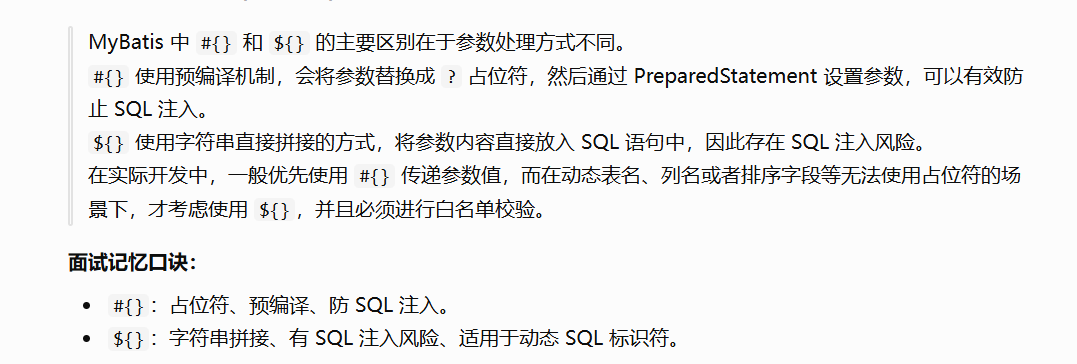 MyBatis 中 #{} 和 ${} 的主要区别在于参数处理方式不同。
#{} 使用预编译机制，会将参数替换成 ? 占位符，然后通过 PreparedStatement 设置参数，可以有效防
止 SQL 注入。
${} 使用字符串直接拼接的方式，将参数内容直接放入 SQL 语句中，因此存在 SQL 注入风险。
在实际开发中，一般优先使用 #{} 传递参数值，而在动态表名、列名或者排序字段等无法使用占位符的场
景下，才考虑使用 ${}，并且必须进行白名单校验。
面试记忆口诀：
• #{}：占位符、预编译、防 SQL 注入。
• ${}：字符串拼接、有 SQL 注入风险、适用于动态 SQL 标识符。